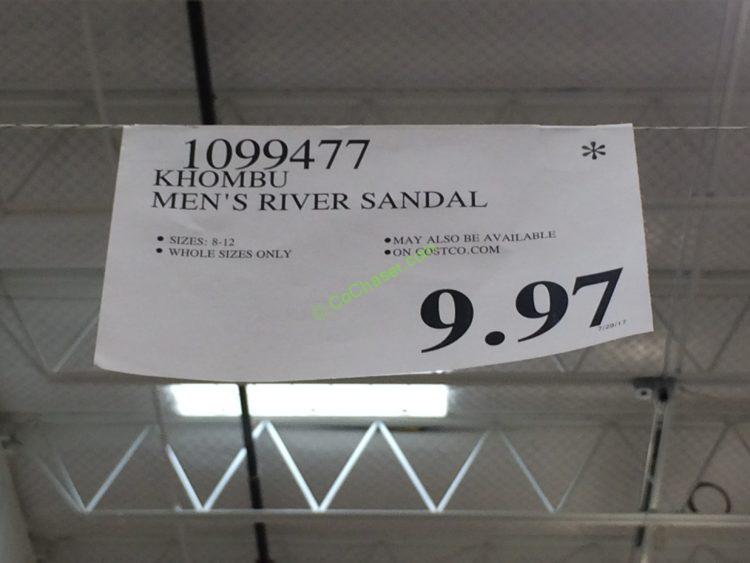 1099477
*
KHOMBU
MEN'S RIVER SANDAL
• SIZES: 8-12
• WHOLE SIZES ONLY
• MAY ALSO BE AVAILABLE
• ON COSTCO.COM
© CoChaser.com
9.97
7/20/17